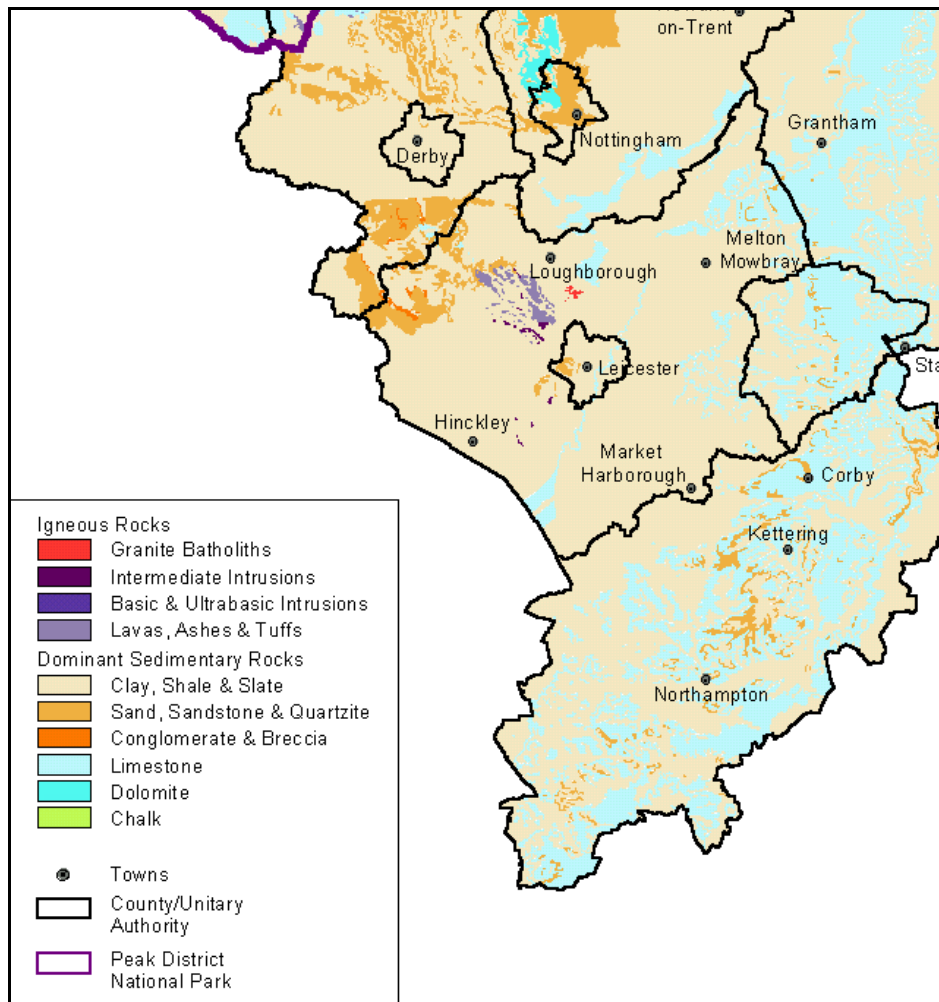 on-Trent
Grantham
Nottingham
Derby
Melton
Mowbray
Loughborough
Leicester
Sta
Hinckley
Market
Harborough
Corby
Kettering
Northampton
Igneous Rocks
Granite Batholiths
Intermediate Intrusions
Basic & Ultrabasic Intrusions
Lavas, Ashes & Tuffs
Dominant Sedimentary Rocks
Clay, Shale & Slate
Sand, Sandstone & Quartzite
Conglomerate & Breccia
Limestone
Dolomite
Chalk
Towns
County/Unitary
Authority
Peak District
National Park